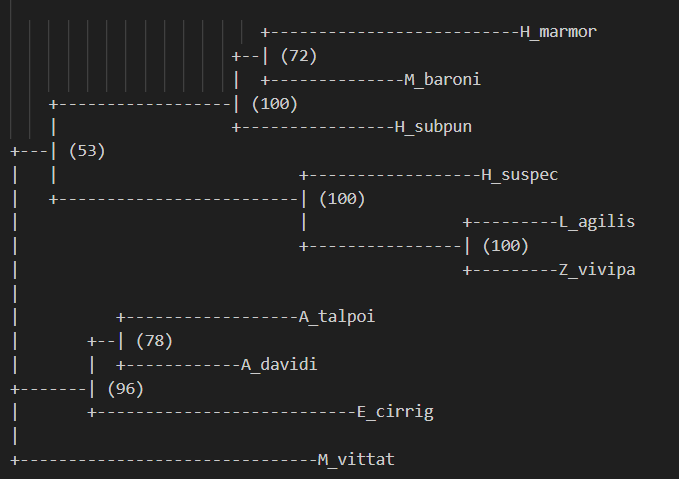 H_marmor
(72)
M_baroni
(100)
H_subpun
(53)
H_suspec
(100)
L_agilis
(100)
Z_vivipa
A_talpoi
(78)
A_davidi
(96)
E_cirrig
M_vittat